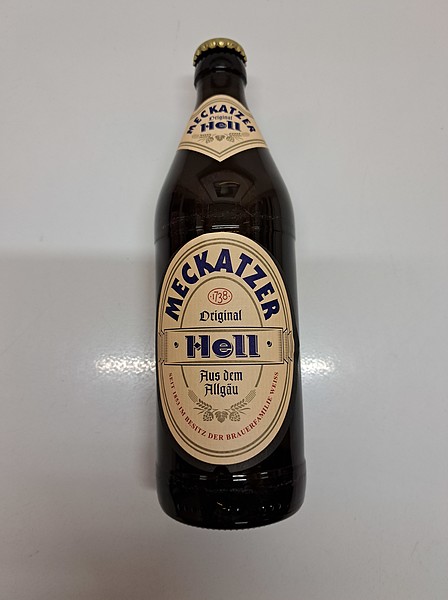 MECKATZER
Original
Hell
MECKATZER
1738
Original
Hell
Aus dem
Allgäu
SEIT 1853 IM BESITZ DER BRAUERFAMILIE WEISS